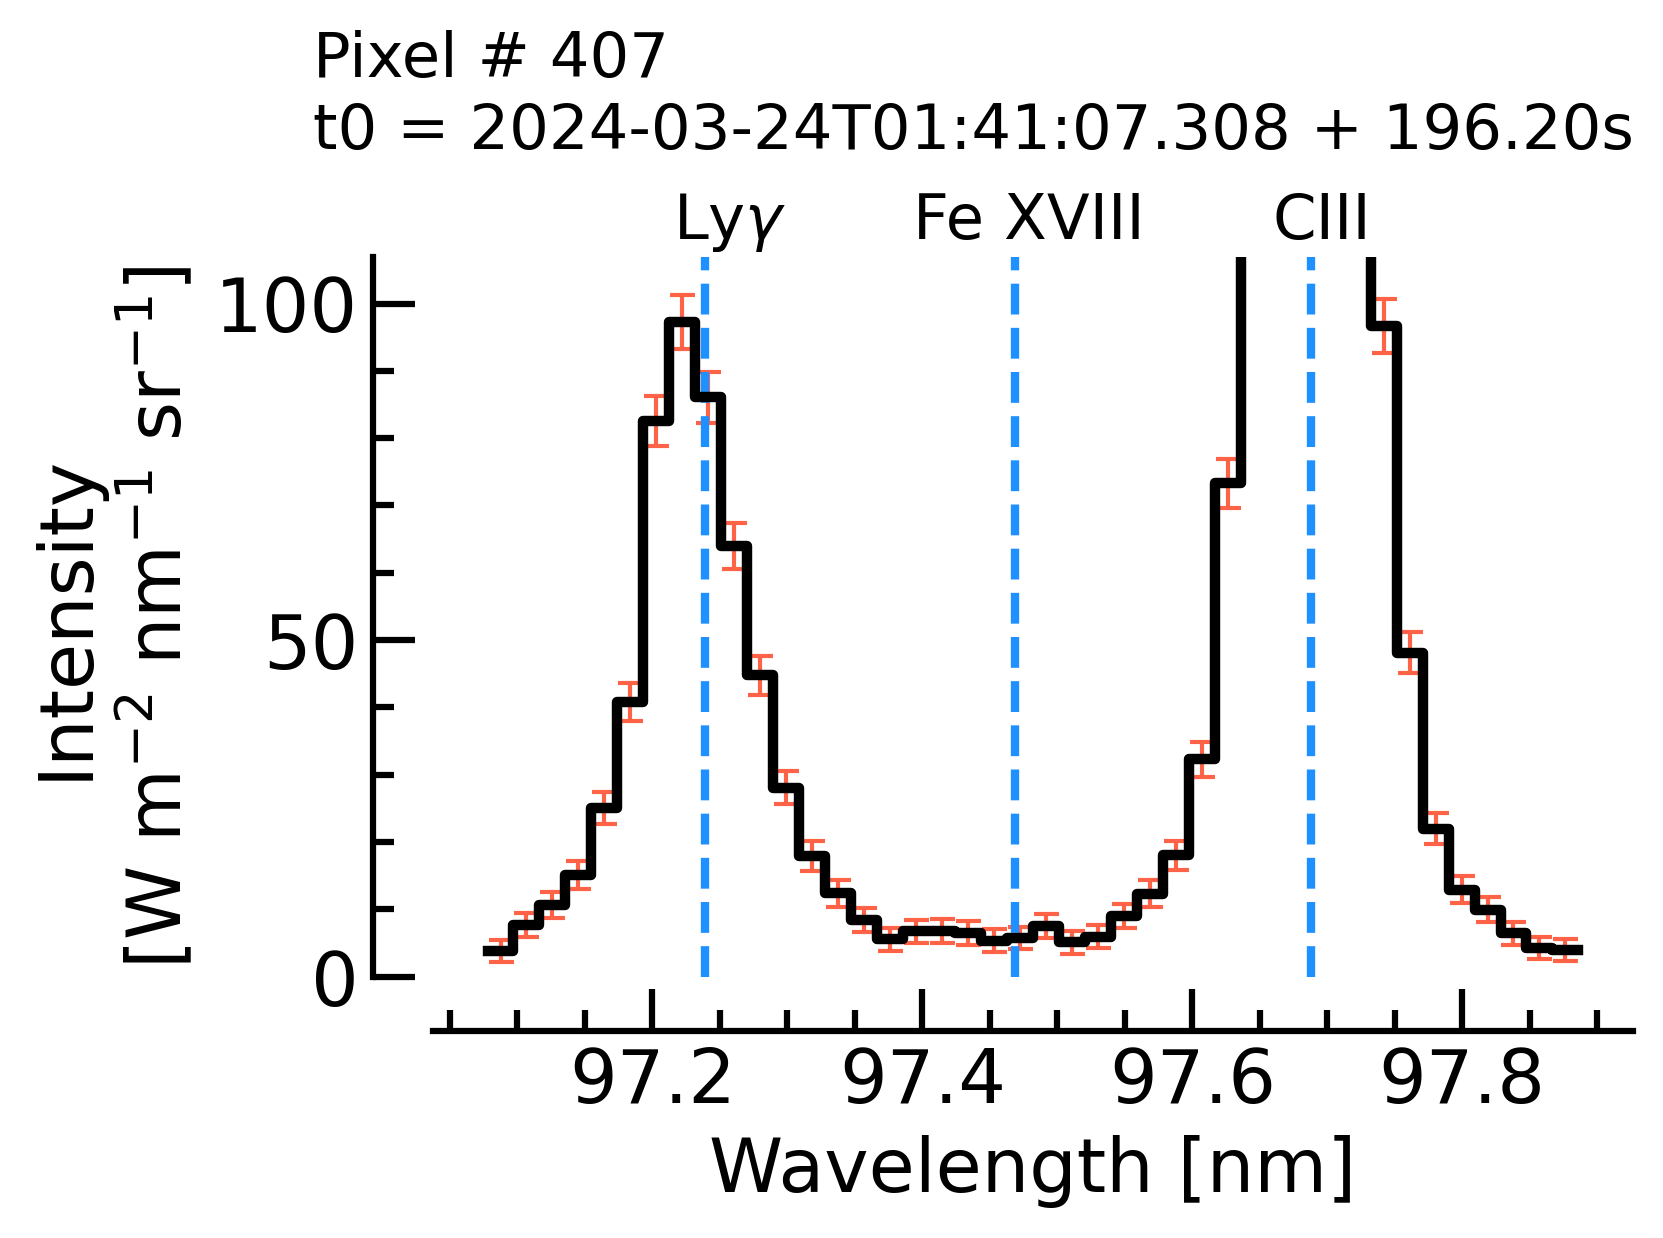 Pixel # 407
t0 = 2024-03-24T01:41:07.308 + 196.20s
Lyγ Fe XVIII CIII
Intensity
[W m⁻² nm⁻¹ sr⁻¹]
100
50
0
97.2 97.4 97.6 97.8
Wavelength [nm]